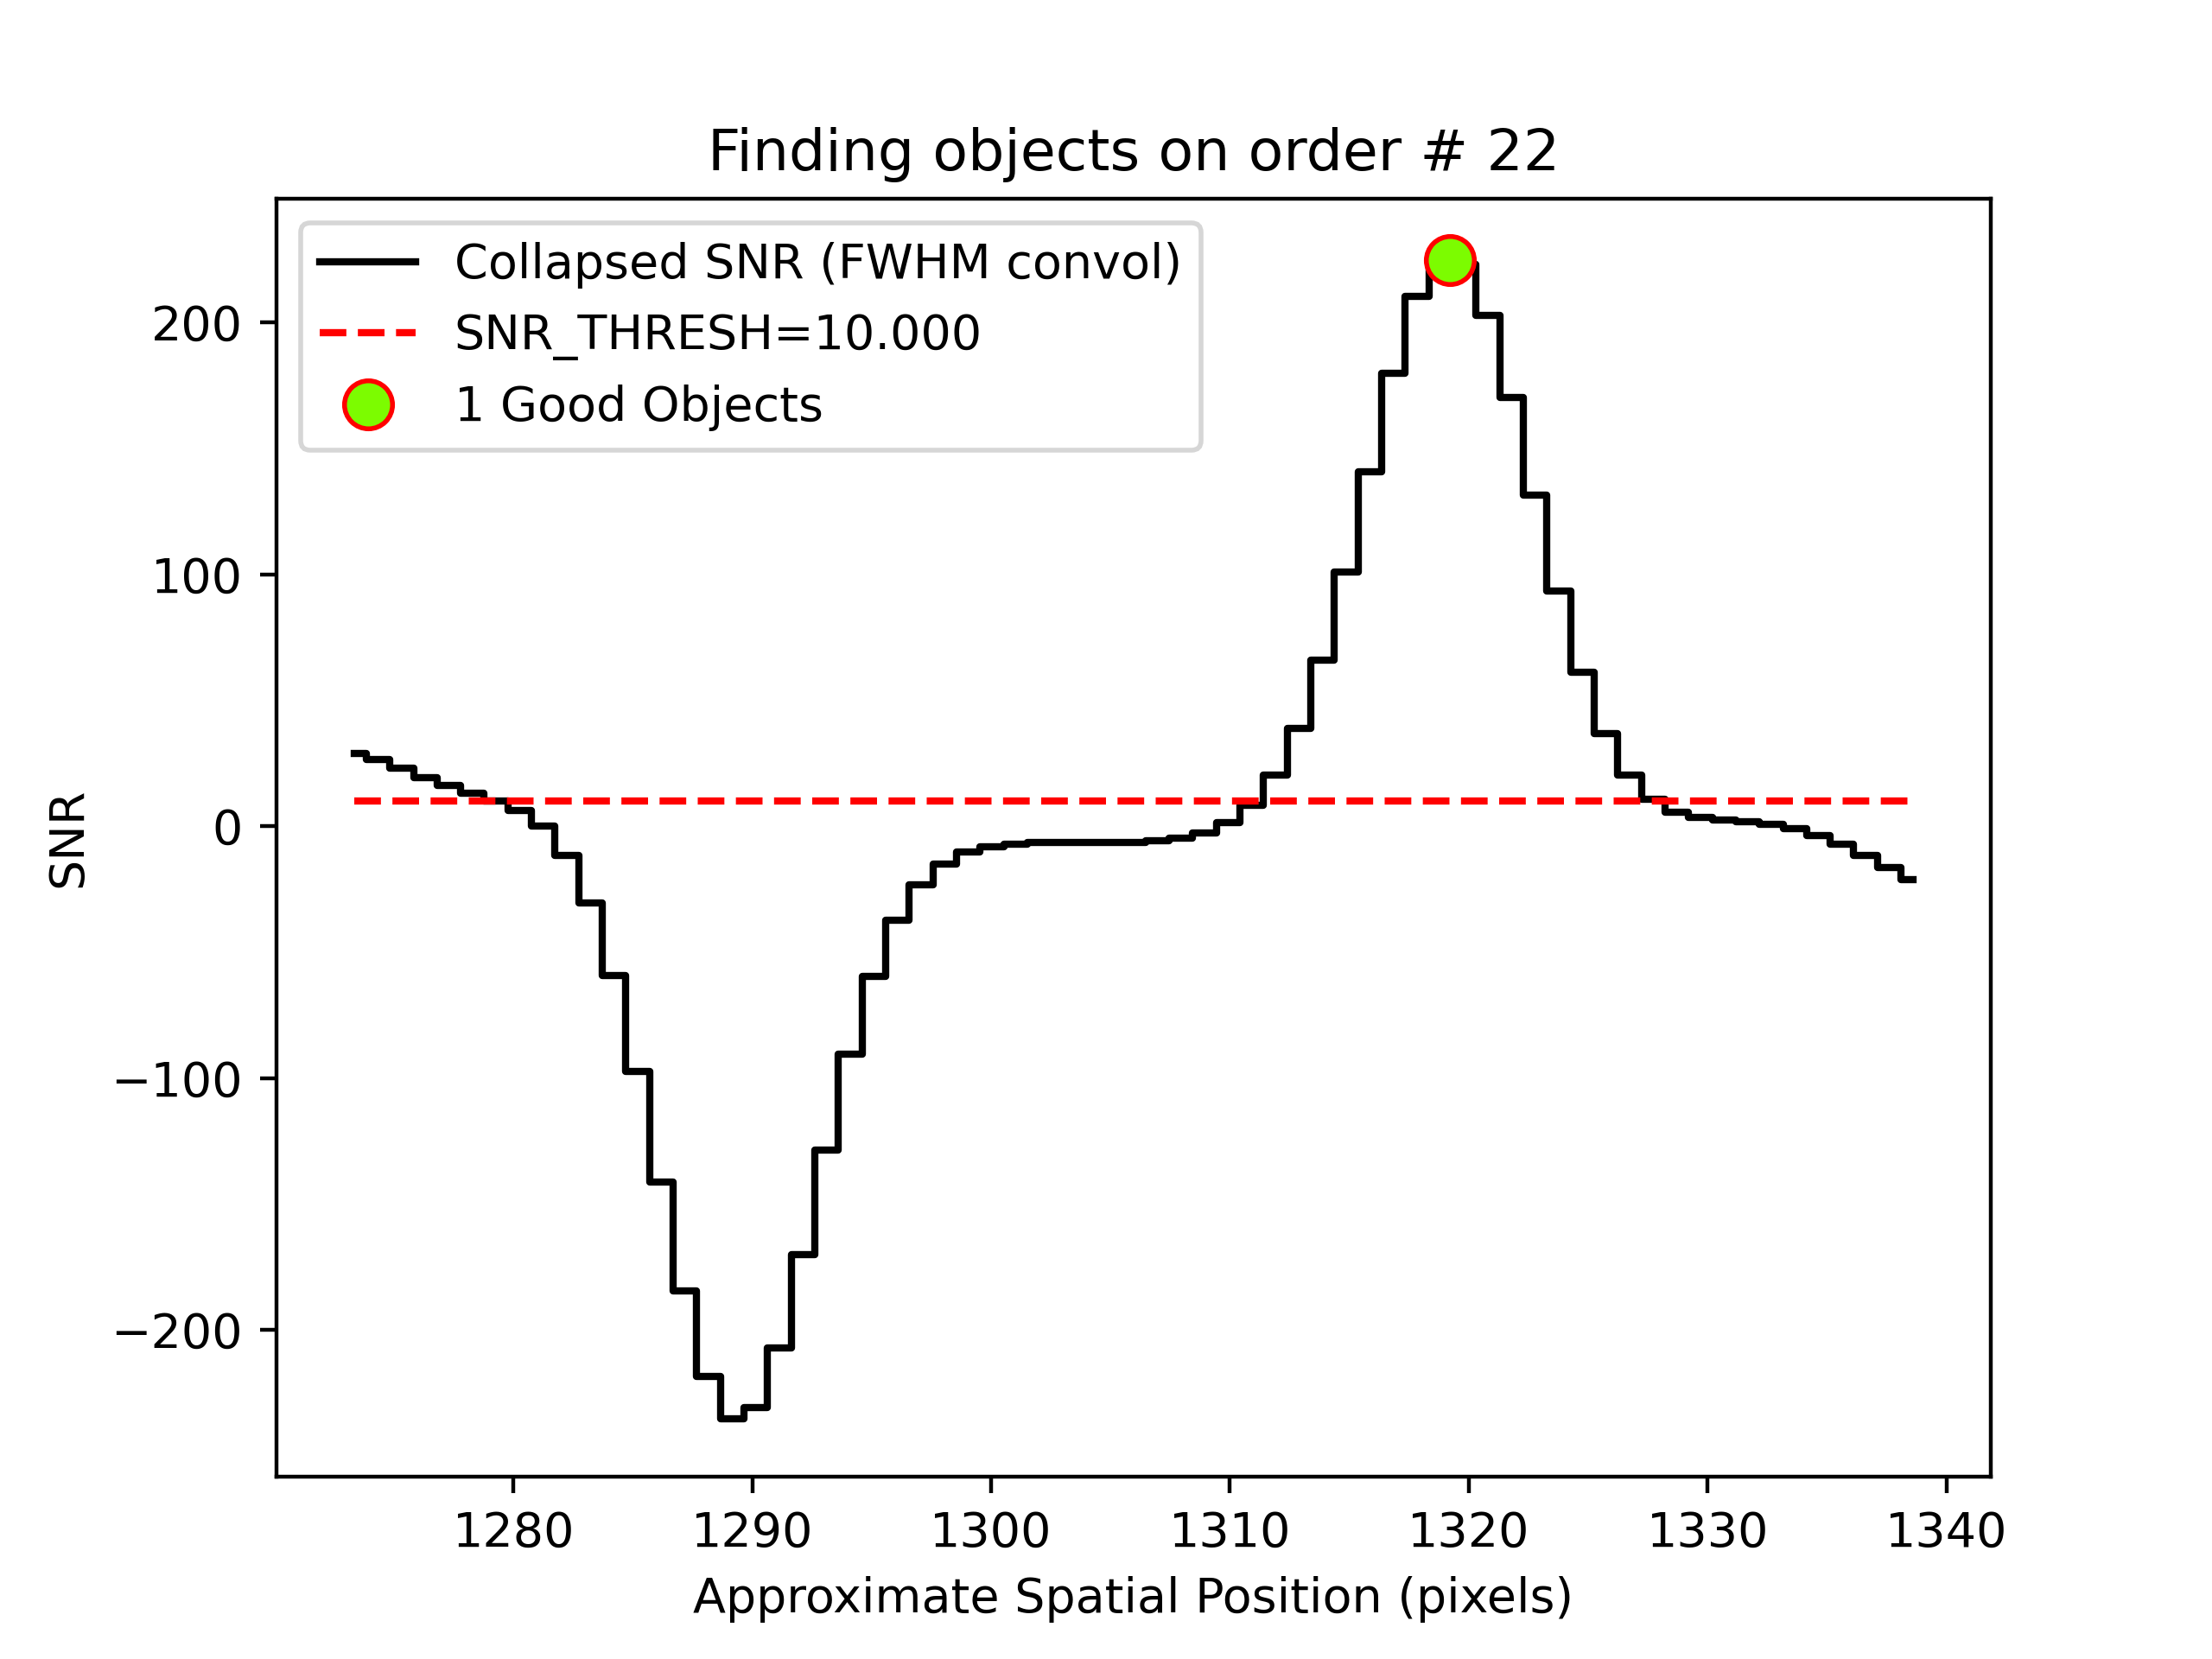 Finding objects on order # 22
Collapsed SNR (FWHM convol)
SNR_THRESH=10.000
1 Good Objects
200
100
0
−100
−200
SNR
1280 1290 1300 1310 1320 1330 1340
Approximate Spatial Position (pixels)